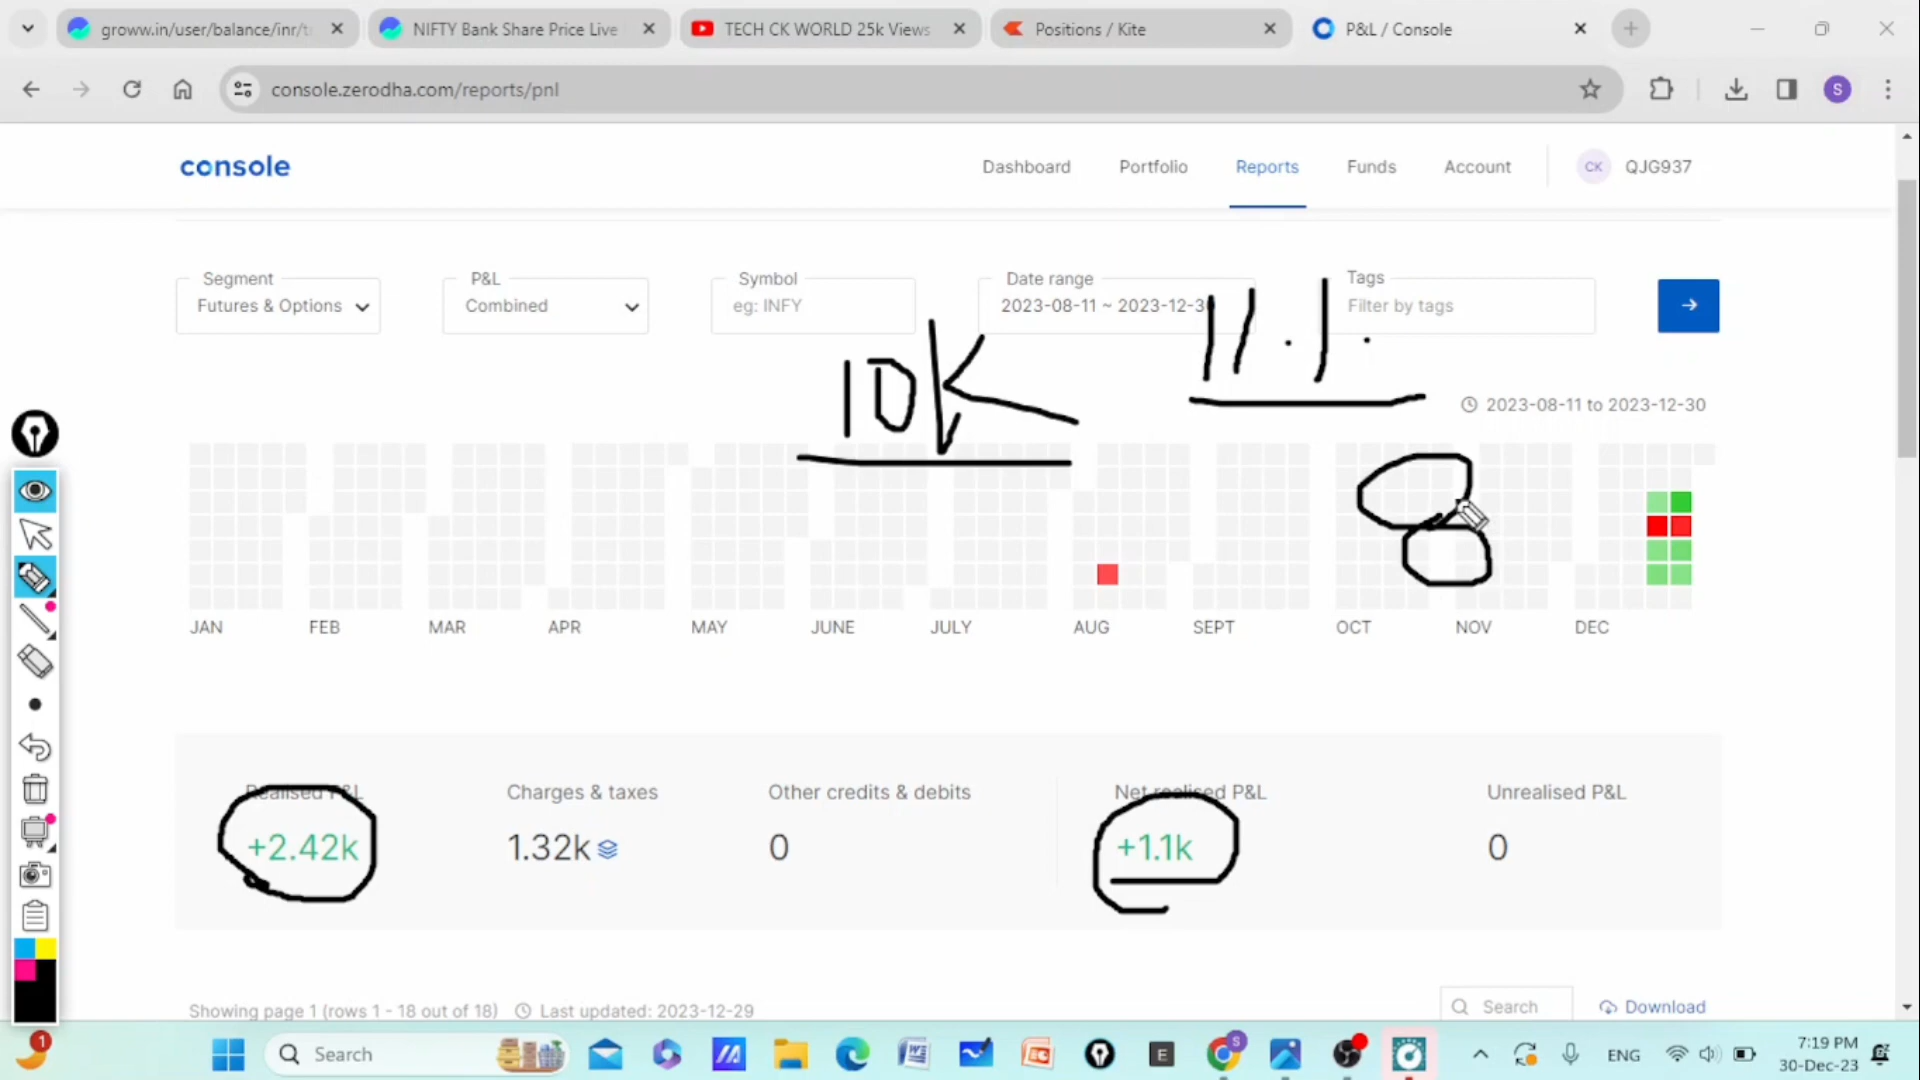 groww.in/user/balance/inr/t
NIFTY Bank Share Price Live
TECH CK WORLD 25k Views
Positions / Kite
P&L / Console
console.zerodha.com/reports/pnl
S
console
Dashboard
Portfolio
Reports
Funds
Account
CK
QJG937
Segment
P&L
Symbol
Date range
Tags
Futures & Options
Combined
eg: INFY
2023-08-11 ~ 2023-12-30
Filter by tags
10K
11.1.
2023-08-11 to 2023-12-30
8
JAN FEB MAR APR MAY JUNE JULY AUG SEPT OCT NOV DEC
Realised P&L
Charges & taxes
Other credits & debits
Net realised P&L
Unrealised P&L
+2.42k
1.32k
0
+1.1k
0
Showing page 1 (rows 1 - 18 out of 18)
Last updated: 2023-12-29
Search
Download
1
Search
E
S
ENG
7:19 PM
30-Dec-23